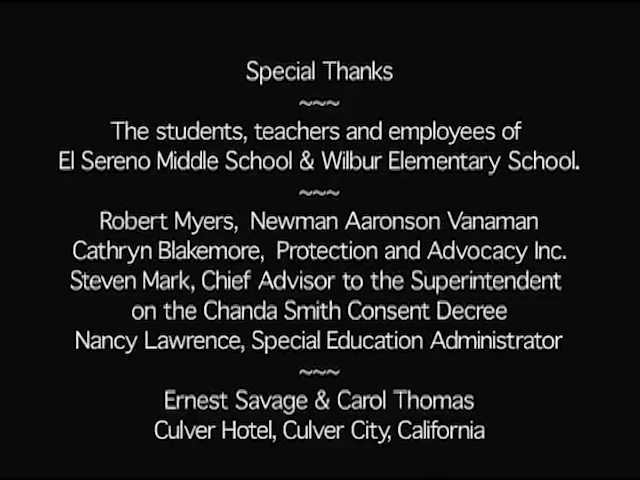 Special Thanks
~~~
The students, teachers and employees of
El Sereno Middle School & Wilbur Elementary School.
~~~
Robert Myers, Newman Aaronson Vanaman
Cathryn Blakemore, Protection and Advocacy Inc.
Steven Mark, Chief Advisor to the Superintendent
on the Chanda Smith Consent Decree
Nancy Lawrence, Special Education Administrator
~~~
Ernest Savage & Carol Thomas
Culver Hotel, Culver City, California